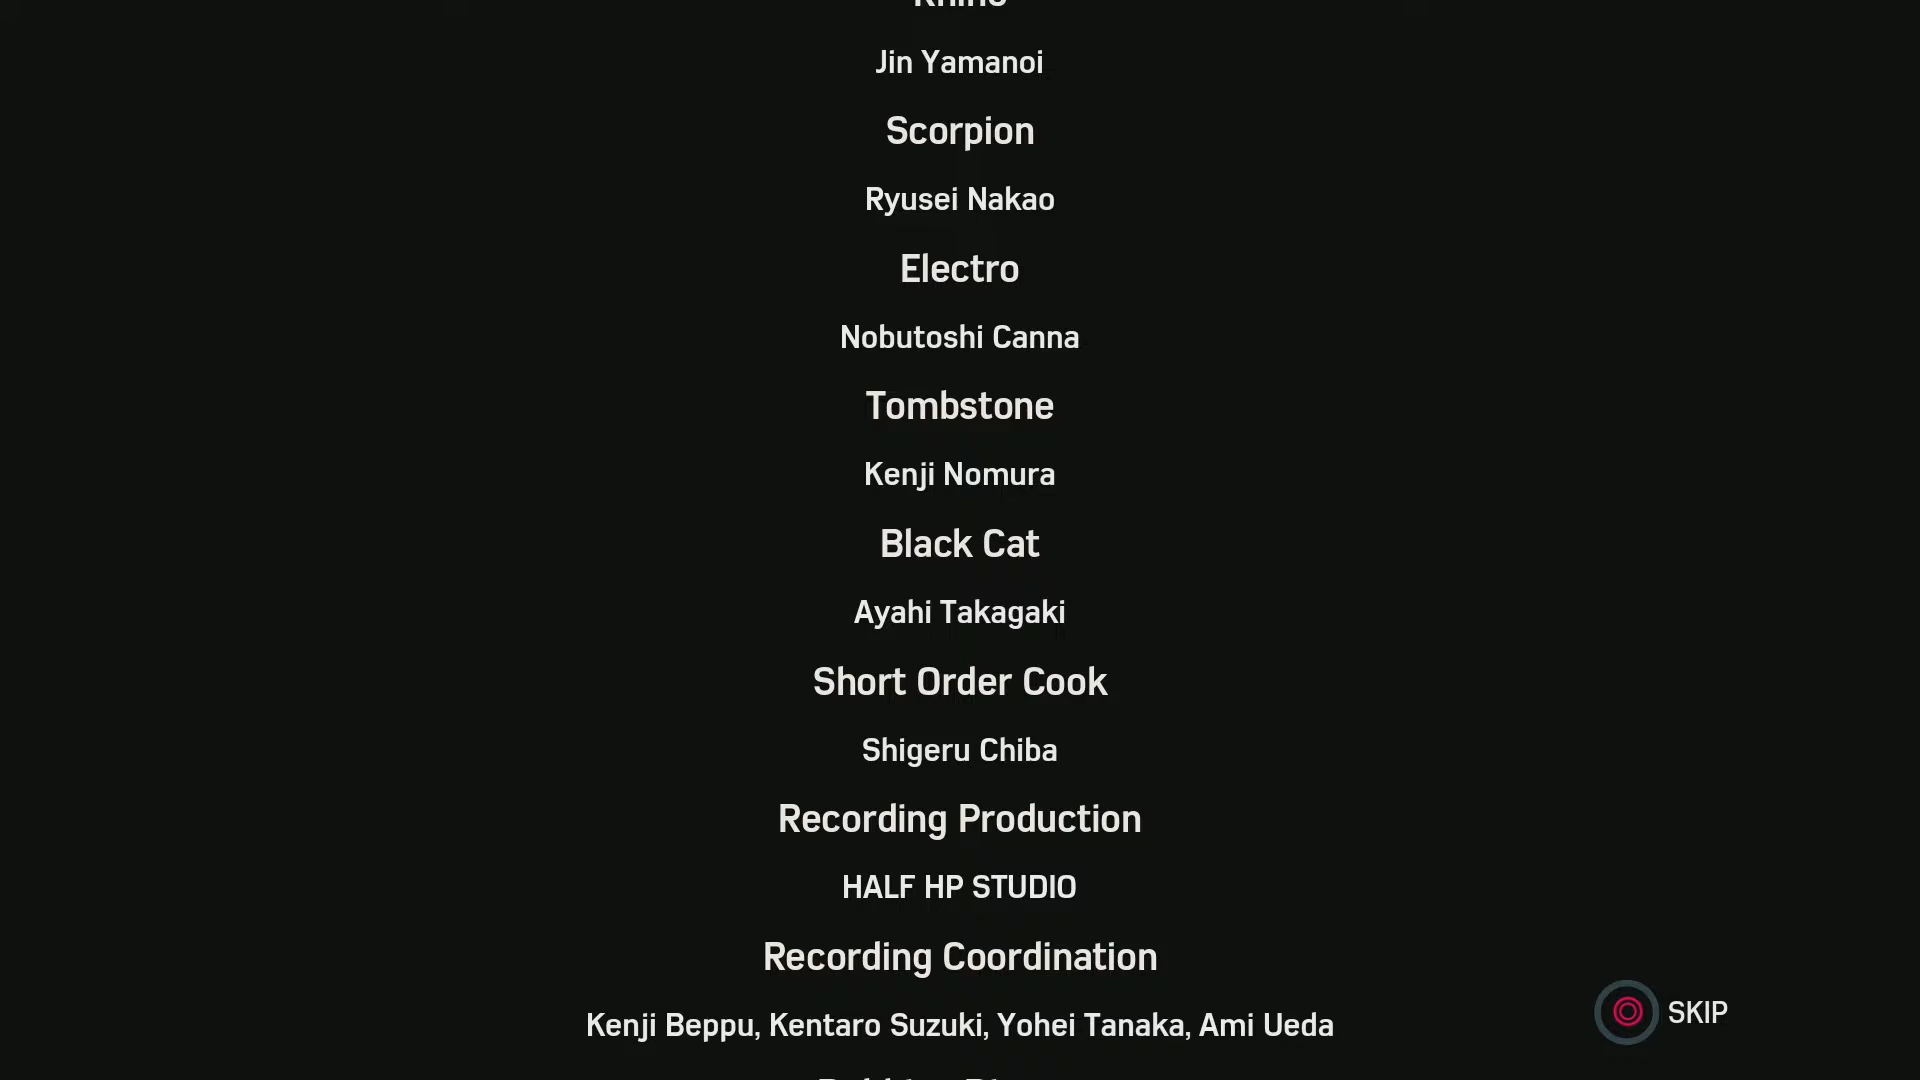 Jin Yamanoi
Scorpion
Ryusei Nakao
Electro
Nobutoshi Canna
Tombstone
Kenji Nomura
Black Cat
Ayahi Takagaki
Short Order Cook
Shigeru Chiba
Recording Production
HALF HP STUDIO
Recording Coordination
Kenji Beppu, Kentaro Suzuki, Yohei Tanaka, Ami Ueda
SKIP